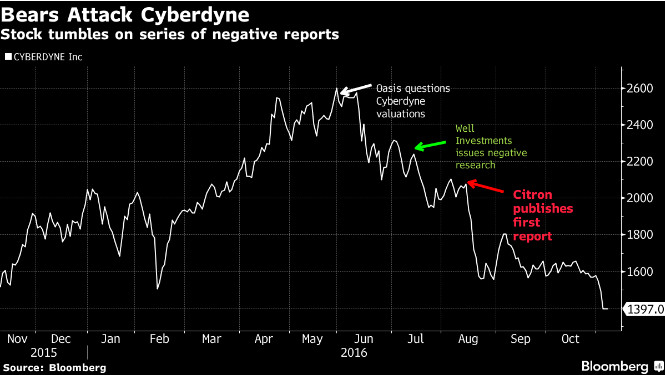 Bears Attack Cyberdyne
Stock tumbles on series of negative reports
CYBERDYNE Inc
Oasis questions
Cyberdyne
valuations
Well
Investments
issues negative
research
Citron
publishes
first
report
2600
2400
2200
2000
1800
1600
1397.0
Nov Dec Jan Feb Mar Apr May Jun Jul Aug Sep Oct
2015 2016
Source: Bloomberg
Bloomberg